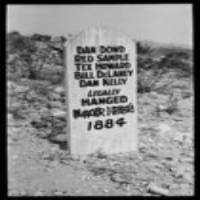 DAN DOWD
RED SAMPLE
TEX HOWARD
BILL DELANEY
DAN KELLY
LEGALLY
HANGED
1884